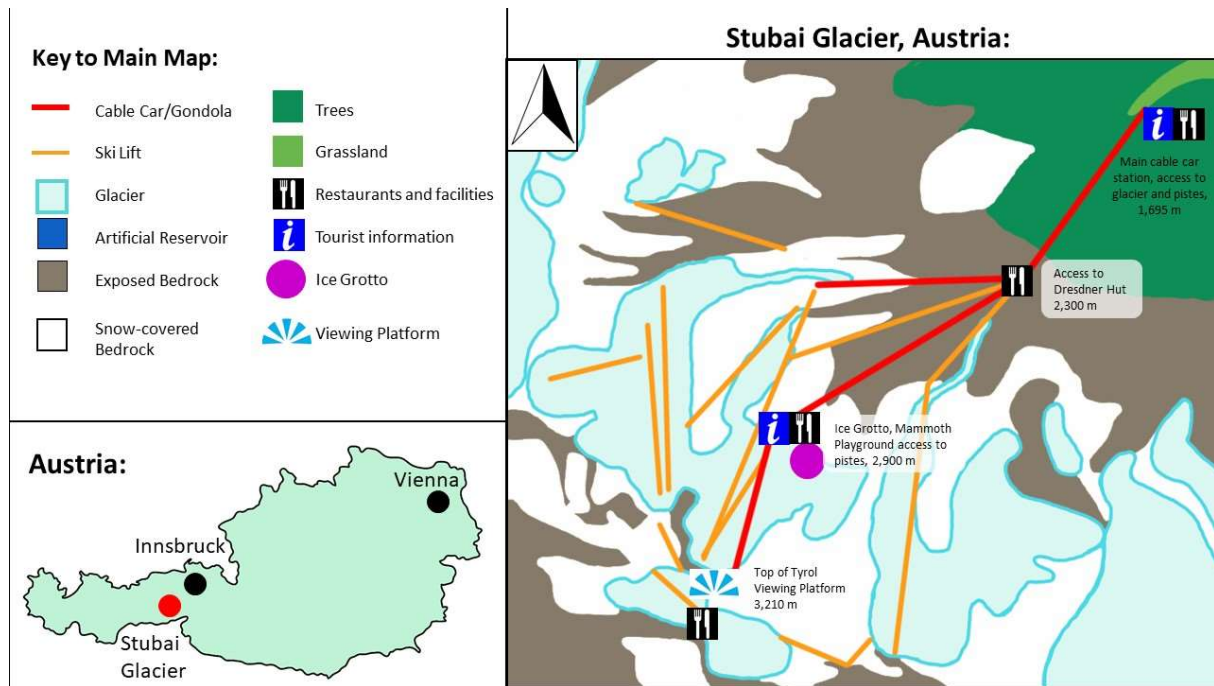 Key to Main Map:
Cable Car/Gondola
Ski Lift
Glacier
Artificial Reservoir
Exposed Bedrock
Snow-covered
Bedrock
Trees
Grassland
Restaurants and facilities
Tourist information
Ice Grotto
Viewing Platform
Austria:
Vienna
Innsbruck
Stubai
Glacier
Stubai Glacier, Austria:
Main cable car
station, access to
glacier and pistes,
1,695 m
Access to
Dresdner Hut
2,300 m
Ice Grotto, Mammoth
Playground access to
pistes, 2,900 m
Top of Tyrol
Viewing Platform
3,210 m